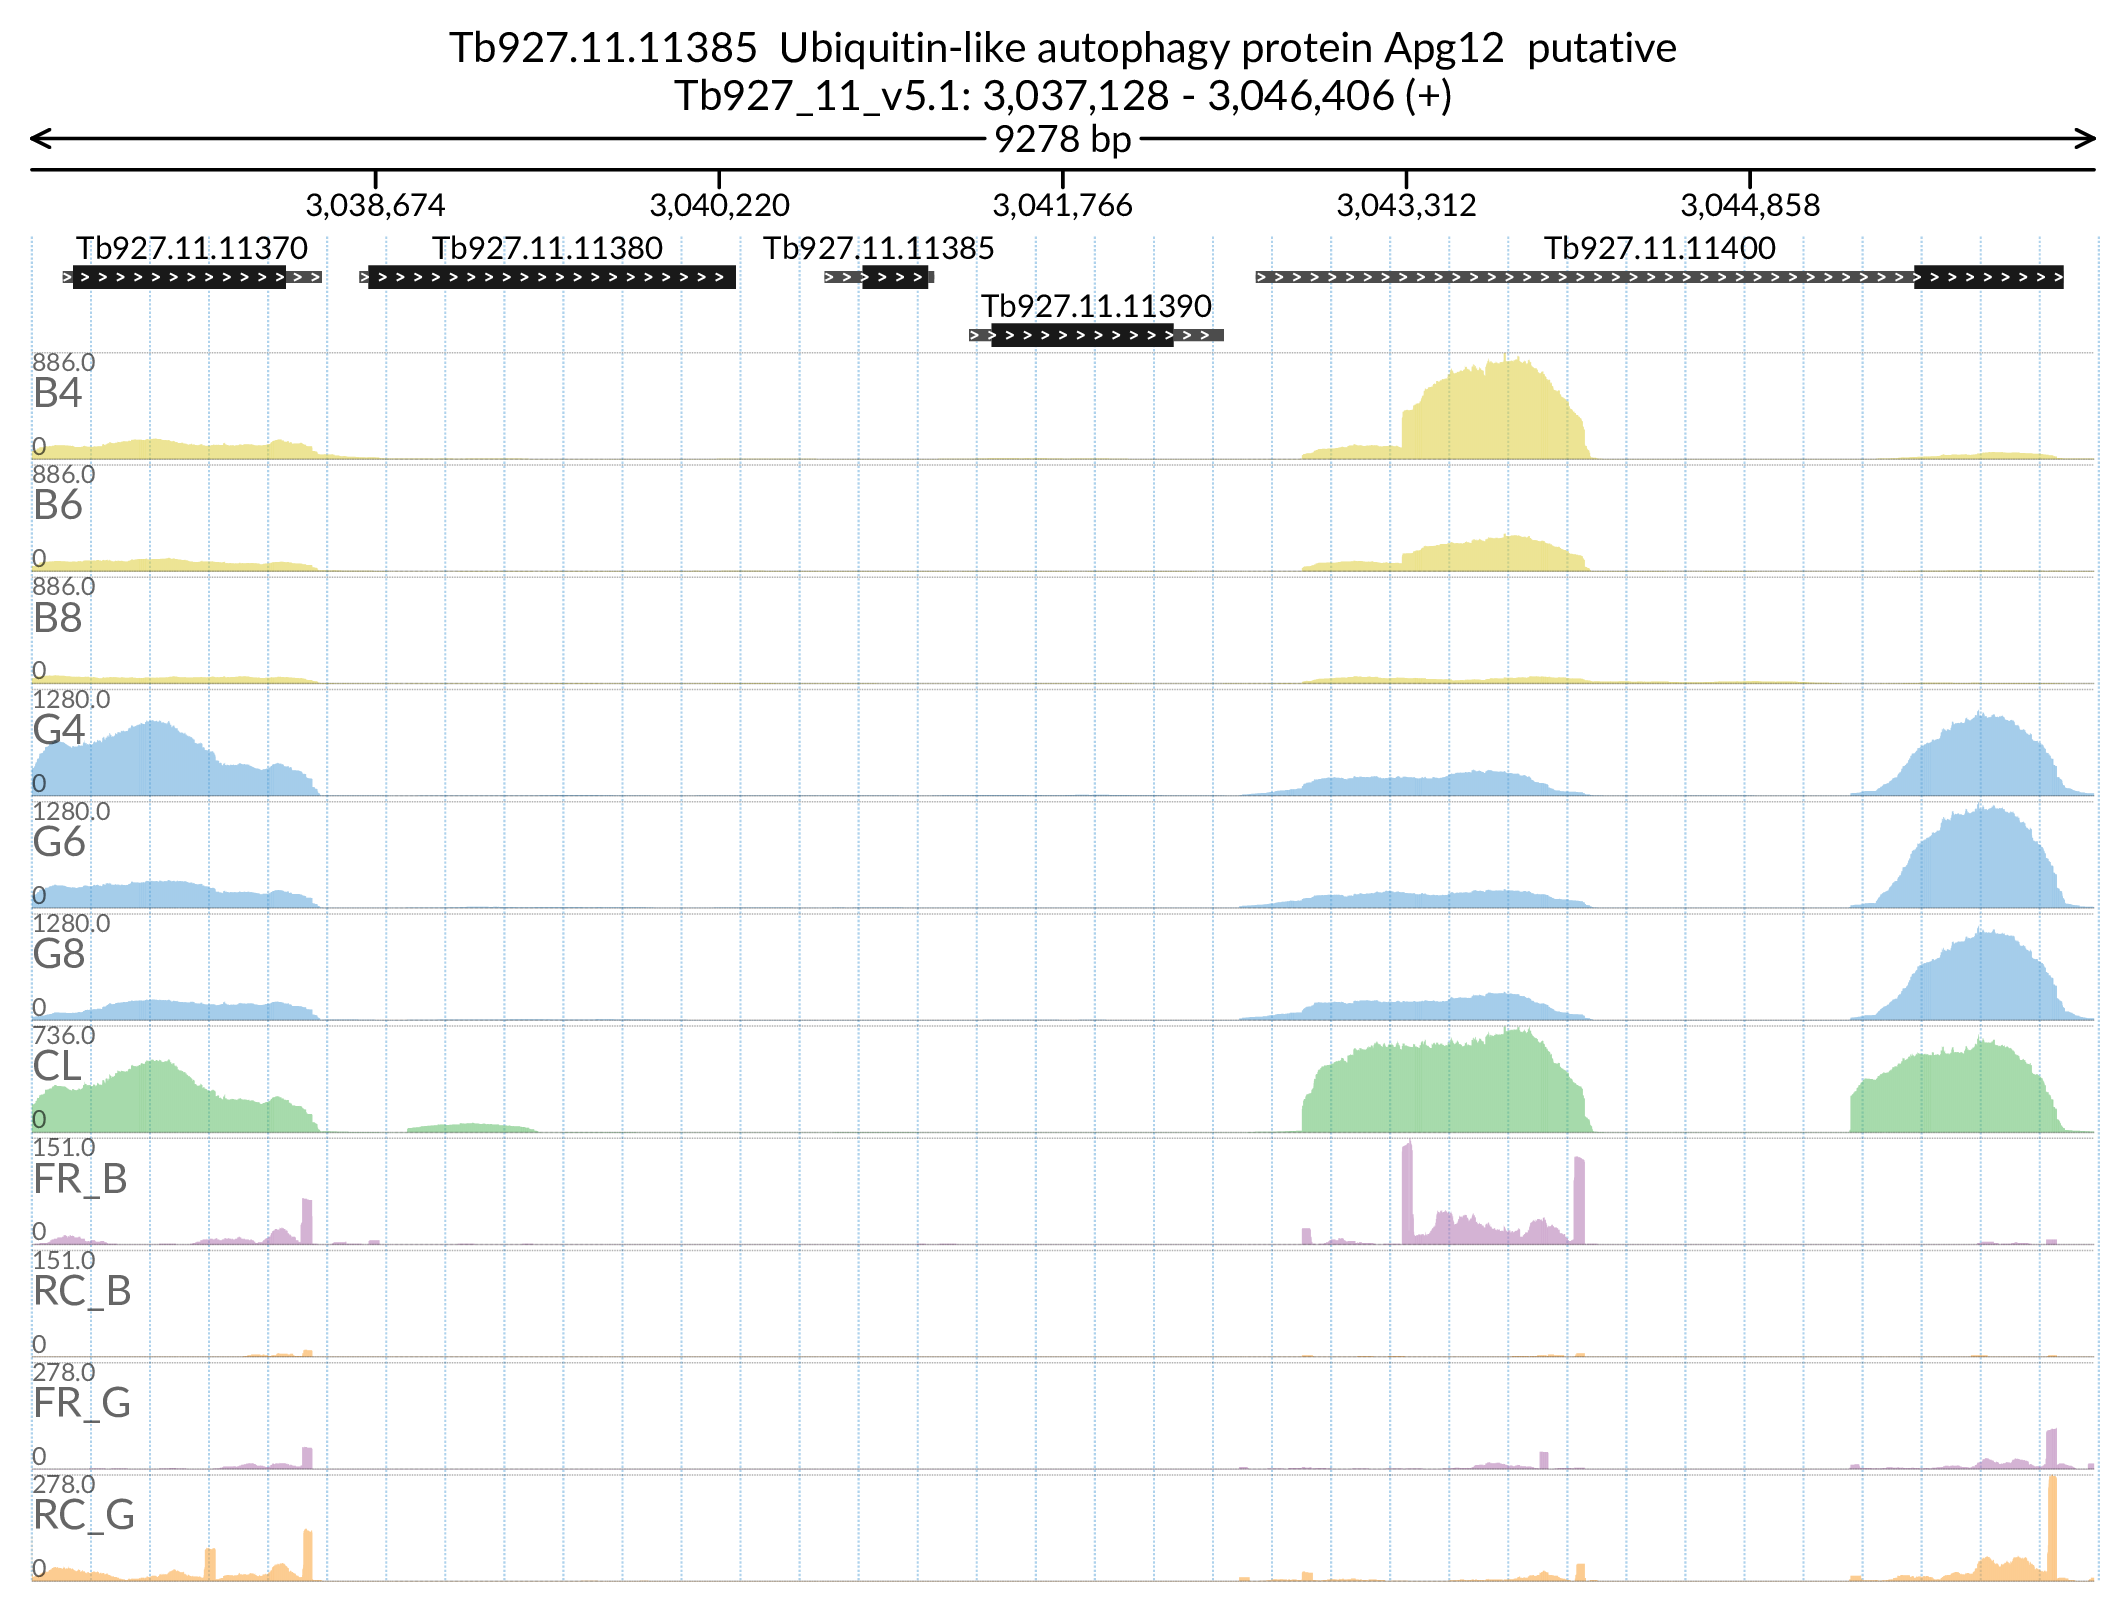 Tb927.11.11385  Ubiquitin-like autophagy protein Apg12  putative
Tb927_11_v5.1: 3,037,128 - 3,046,406 (+)
9278 bp
3,038,674 3,040,220 3,041,766 3,043,312 3,044,858
Tb927.11.11370 Tb927.11.11380 Tb927.11.11385 Tb927.11.11400
Tb927.11.11390
886.0
B4
0
886.0
B6
0
886.0
B8
0
1280.0
G4
0
1280.0
G6
0
1280.0
G8
0
736.0
CL
0
151.0
FR_B
0
151.0
RC_B
0
278.0
FR_G
0
278.0
RC_G
0